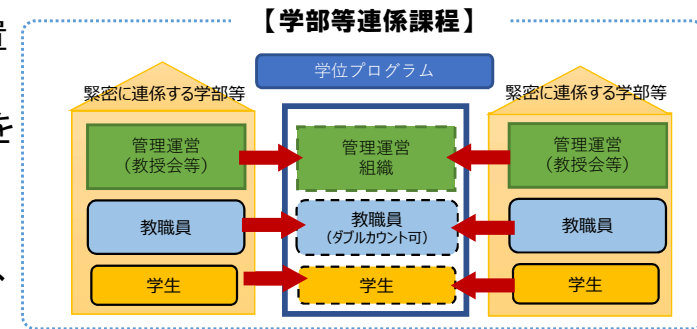 【学部等連係課程】
置
を
、
学位プログラム
緊密に連係する学部等
緊密に連係する学部等
管理運営
（教授会等）
管理運営
組織
管理運営
（教授会等）
教職員
教職員
（ダブルカウント可）
教職員
学生
学生
学生